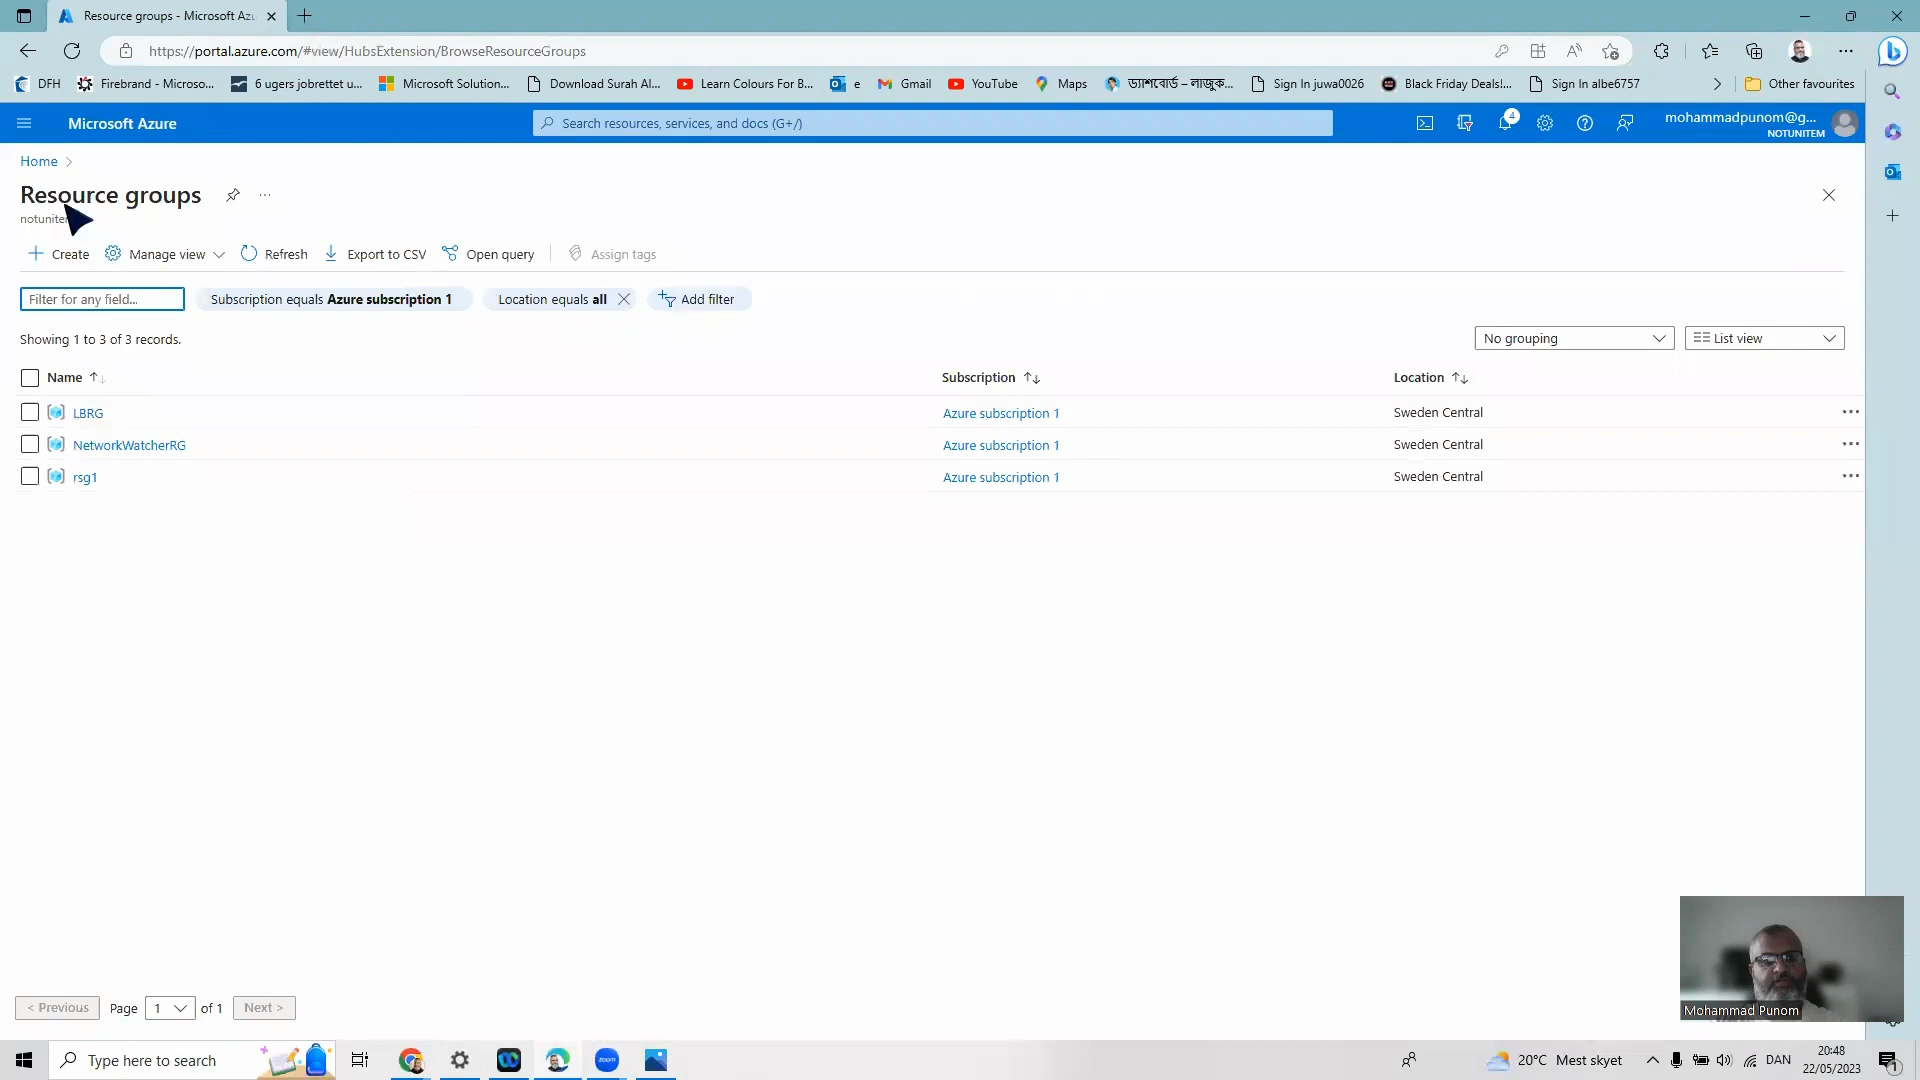 Resource groups - Microsoft Az
https://portal.azure.com/#view/HubsExtension/BrowseResourceGroups
DFH
Firebrand - Microso...
6 ugers jobrettet u...
Microsoft Solution...
Download Surah Al...
Learn Colours For B...
e
Gmail
YouTube
Maps
ড্যাশবোর্ড – লাজুক...
Sign In juwa0026
Black Friday Deals!...
Sign In albe6757
Other favourites
Microsoft Azure
Search resources, services, and docs (G+/)
4
mohammadpunom@g...
NOTUNITEM
Home
Resource groups
...
Create
Manage view
Refresh
Export to CSV
Open query
Assign tags
Filter for any field...
Subscription equals Azure subscription 1
Location equals all
Add filter
Showing 1 to 3 of 3 records.
No grouping
List view
Name
Subscription
Location
LBRG
Azure subscription 1
Sweden Central
NetworkWatcherRG
Azure subscription 1
Sweden Central
rsg1
Azure subscription 1
Sweden Central
Mohammad Punom
< Previous
Page
1
of 1
Next >
Type here to search
zoom
20°C Mest skyet
DAN
20:48
22/05/2023
1